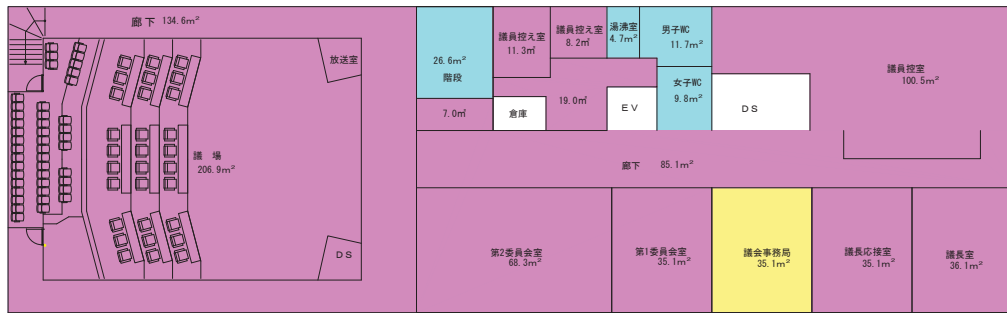 廊下 134.6m²
放送室
議 場
206.9m²
DS
26.6m²
階段
7.0㎡
議員控え室
11.3㎡
議員控え室
8.2㎡
湯沸室
4.7㎡
男子WC
11.7m²
倉庫
19.0㎡
EV
女子WC
9.8m²
DS
議員控室
100.5m²
廊下 85.1m²
第2委員会室
68.3m²
第1委員会室
35.1m²
議会事務局
35.1m²
議長応接室
35.1m²
議長室
36.1m²